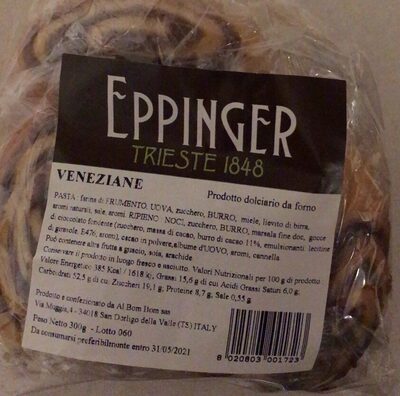 EPPINGER
TRIESTE 1848
VENEZIANE
Prodotto dolciario da forno
PASTA: farina di FRUMENTO, UOVA, zucchero, BURRO, miele, lievito di birra,
aromi naturali, sale, aromi. RIPIENO: NOCI, zucchero, BURRO, marsala fine doc, gocce
di cioccolato fondente (zucchero, massa di cacao, burro di cacao 11%, emulsionanti: lecitine
di girasole, E476, aromi), cacao in polvere, albume d'UOVO, aromi, cannella.
Può contenere altra frutta a guscio, soia, arachide
Conservare il prodotto in luogo fresco e asciutto. Valori Nutrizionali per 100 g di prodotto
Valore Energetico 385 Kcal / 1618 kj, Grassi 15,6 g di cui Acidi Grassi Saturi 6,0 g;
Carboidrati 52,5 g di cu: Zuccheri 19,1 g; Proteine 8,7 g, Sale 0,55 g
Prodotto e confezionato da Al Bom Bom sas
Via Muggia, 4 - 34018 San Dorligo della Valle (TS) ITALY
Peso Netto 300g - Lotto 060
Da consumarsi preferibilmente entro 31/05/2021
8 020803 001723